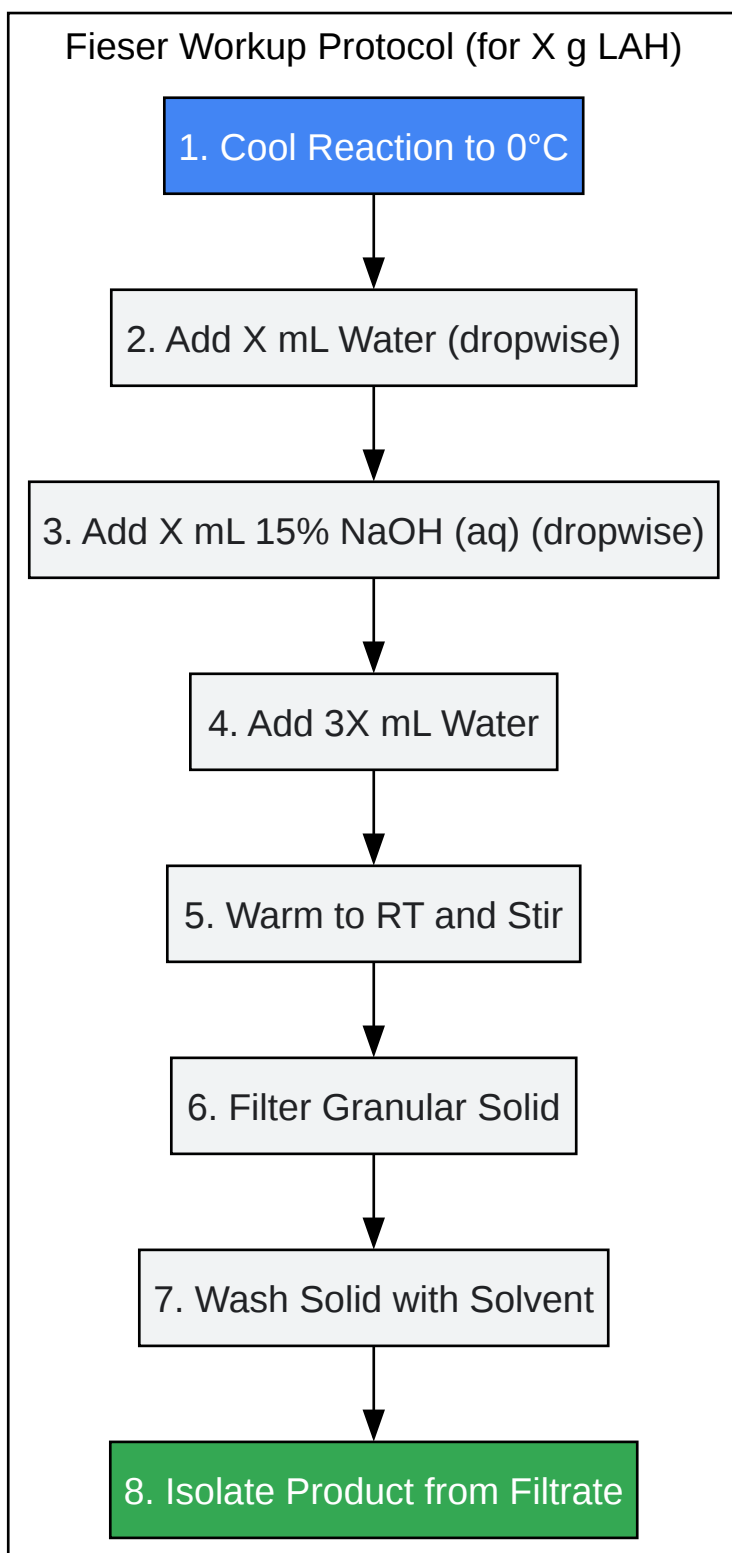 Fieser Workup Protocol (for X g LAH)
1. Cool Reaction to 0°C
2. Add X mL Water (dropwise)
3. Add X mL 15% NaOH (aq) (dropwise)
4. Add 3X mL Water
5. Warm to RT and Stir
6. Filter Granular Solid
7. Wash Solid with Solvent
8. Isolate Product from Filtrate